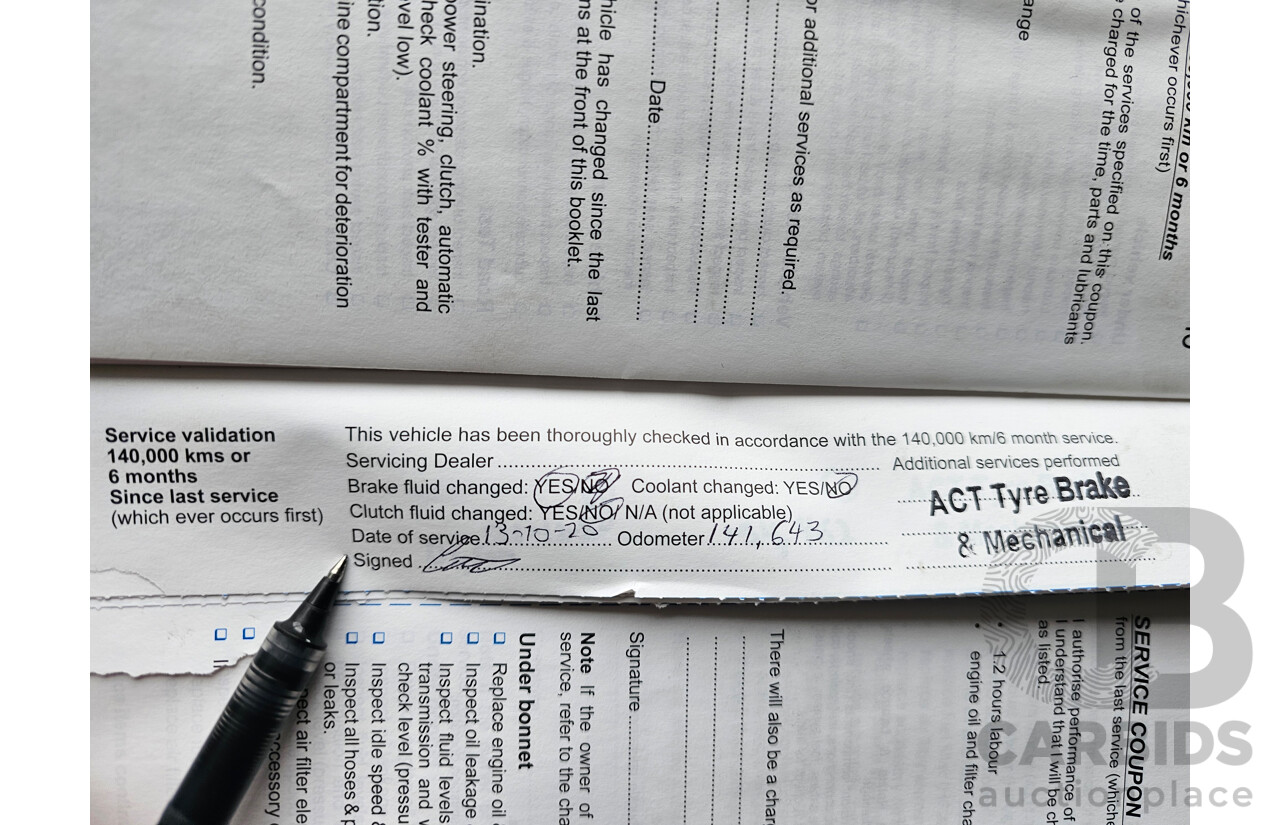 Service validation
140,000 kms or
6 months
Since last service
(which ever occurs first)
This vehicle has been thoroughly checked in accordance with the 140,000 km/6 month service.
Servicing Dealer
Additional services performed
Brake fluid changed: YES/NO Coolant changed: YES/NO
Clutch fluid changed: YES/NO/ N/A (not applicable)
Date of service 13-10-20 Odometer 141,643
Signed
ACT Tyre Brake
& Mechanical
or 6 months
hichever occurs first)
of the services specified on this coupon.
charged for the time, parts and lubricants
ange
or additional services as required.
Date
hicle has changed since the last
ns at the front of this booklet.
ination.
power steering, clutch, automatic
heck coolant % with tester and
vel low).
tion.
ine compartment for deterioration
condition.
SERVICE COUPON
from the last service (whiche
I authorise performance of
I understand that I will be ch
as listed.
• 1.2 hours labour
• engine oil and filter cha
There will also be a char
Signature
Note If the owner of
service, refer to the cha
Under bonnet
Replace engine oil
Inspect oil leakage
Inspect fluid levels
transmission and
check level (pressu
Inspect idle speed
Inspect all hoses &
or leaks.
pect air filter ele
ccessory
CARBIDS
auction place